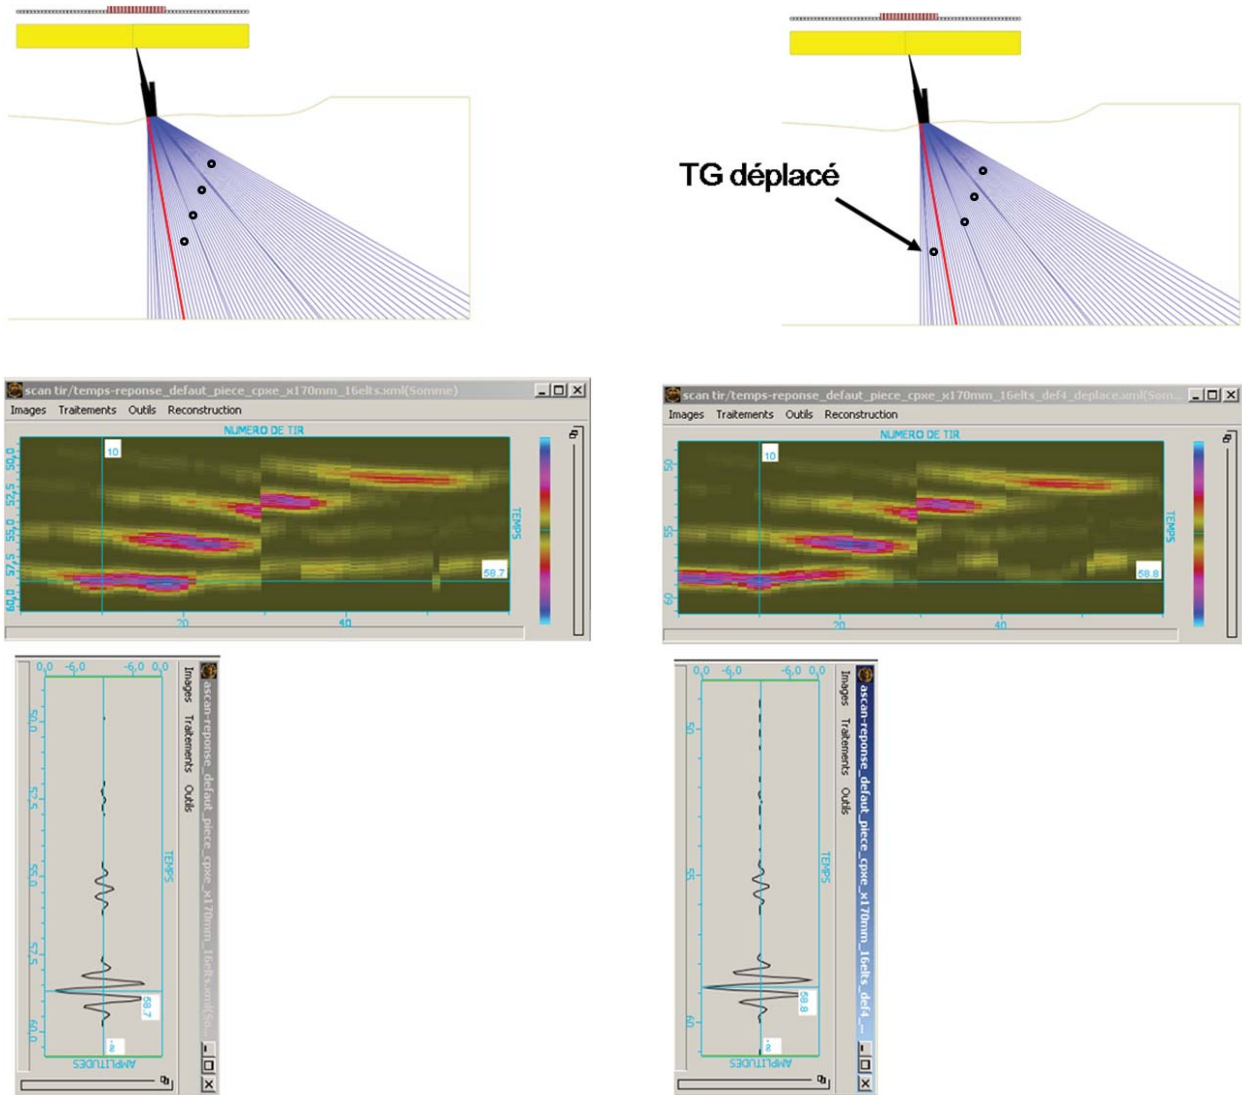 TG déplacé
scan tir/temps-reponse_defaut_piece_cpxe_x170mm_16elts.xml(Somme)
Images Traitements Outils Reconstruction
NUMERO DE TIR
10
50,0
52,5
55,0
57,5
60,0
TEMPS
58.7
20 40
scan tir/temps-reponse_defaut_piece_cpxe_x170mm_16elts_def4_deplace.xml(Som...
Images Traitements Outils Reconstruction
NUMERO DE TIR
10
50
55
60
TEMPS
58.8
20 40
ascan-reponse_defaut_piece_cpxe_x170mm_16elts.xml(So...
Images Traitements Outils
0,0 -6,0 -6,0 0,0
50,0
52,5
55,0
57,5
60,0
TEMPS
58.7
-∞
AMPLITUDES
ascan-reponse_defaut_piece_cpxe_x170mm_16elts_def4_...
Images Traitements Outils
0,0 -6,0 -6,0 0,0
50
55
60
TEMPS
58.8
-∞
AMPLITUDES